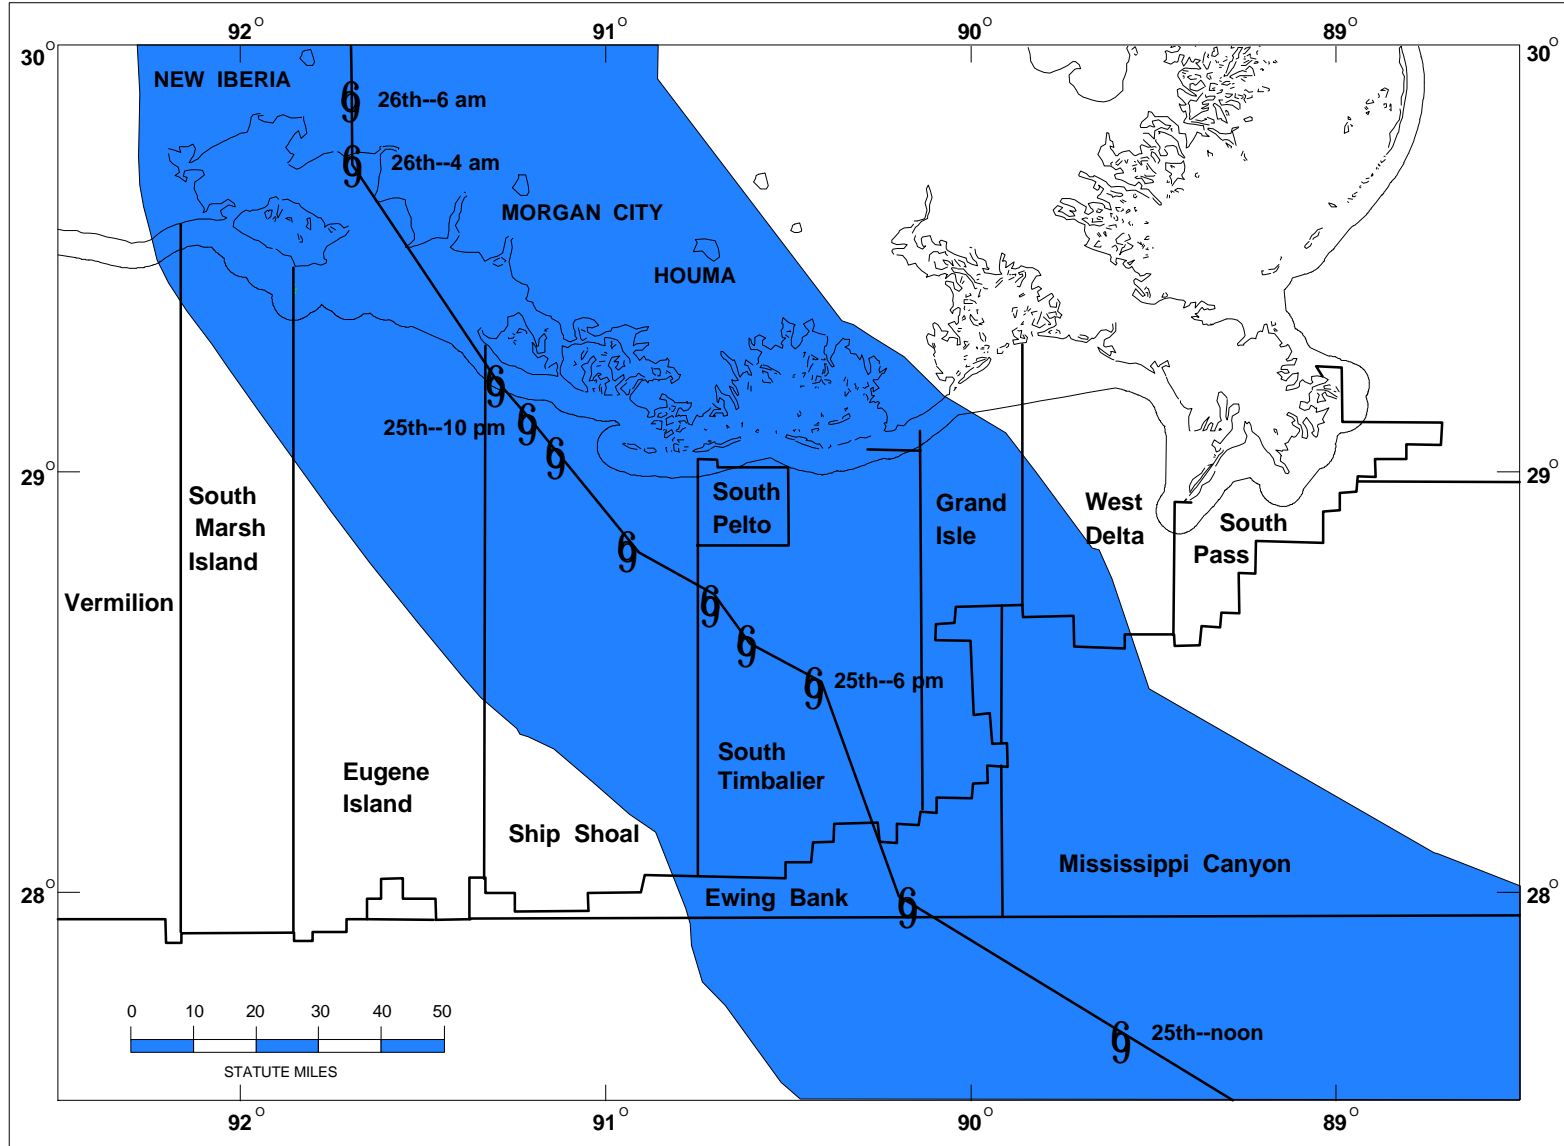 92° 91° 90° 89°
30° 30°
NEW IBERIA
26th--6 am
26th--4 am
MORGAN CITY
HOUMA
25th--10 pm
29° 29°
South
Marsh
Island
South
Pelto
Grand
Isle
West
Delta
South
Pass
Vermilion
25th--6 pm
South
Timbalier
Eugene
Island
Ship Shoal
Mississippi Canyon
28° 28°
Ewing Bank
0 10 20 30 40 50
STATUTE MILES
25th--noon
92° 91° 90° 89°